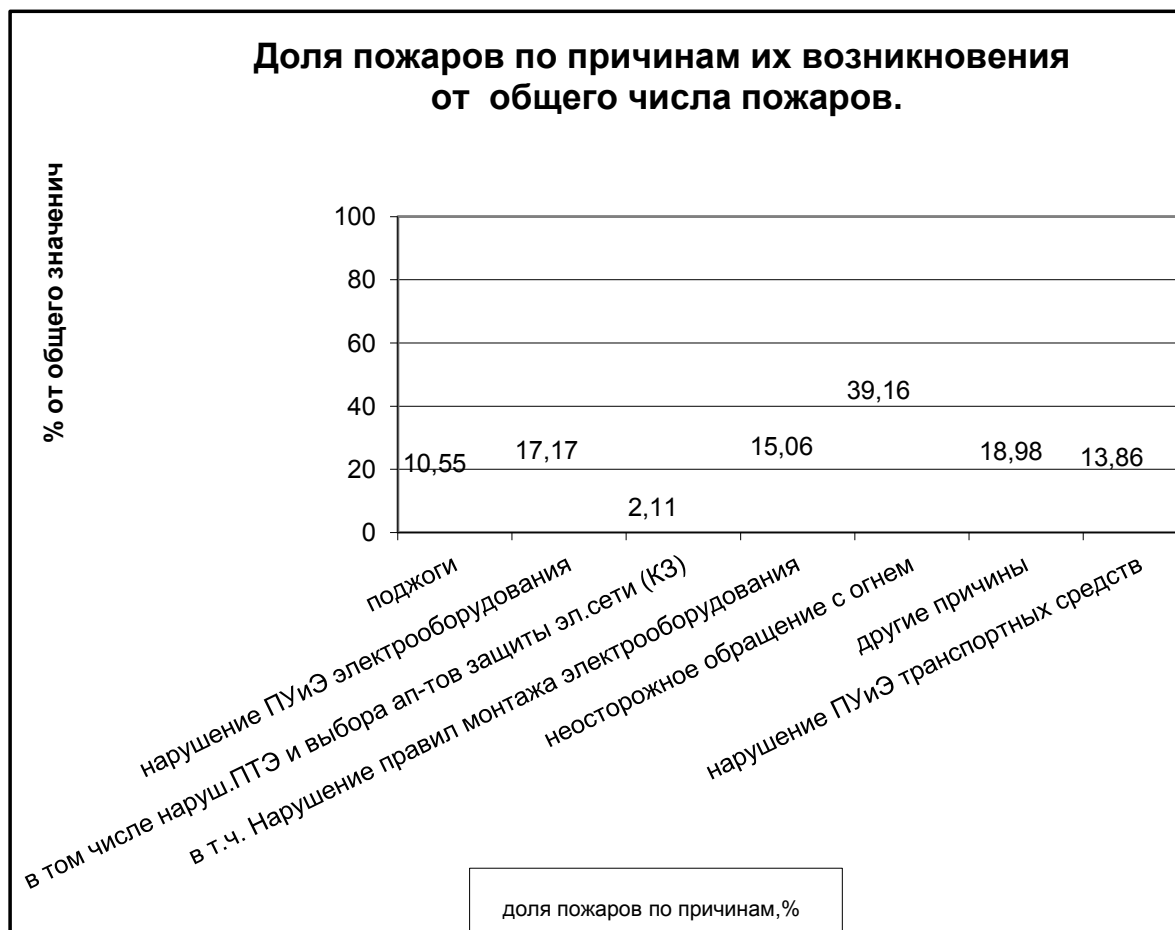 Доля пожаров по причинам их возникновения
от общего числа пожаров.
% от общего значенич
100
80
60
40
20
0
10,55
17,17
2,11
15,06
39,16
18,98
13,86
поджоги
нарушение ПУиЭ электрооборудования
в том числе наруш.ПТЭ и выбора ап-тов защиты эл.сети (КЗ)
в т.ч. Нарушение правил монтажа электрооборудования
неосторожное обращение с огнем
другие причины
нарушение ПУиЭ транспортных средств
доля пожаров по причинам,%